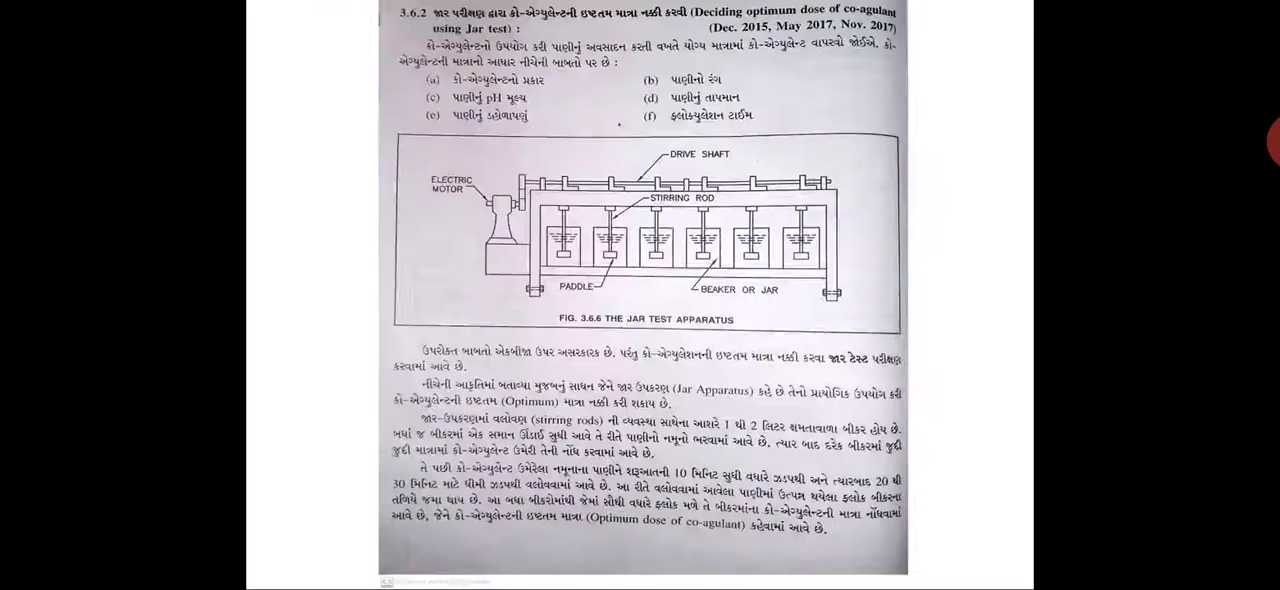 3.6.2 જાર પરીક્ષણ દ્વારા કો-એગ્યુલેન્ટની ઇષ્ટતમ માત્રા નક્કી કરવી (Deciding optimum dose of co-agulant
using Jar test) : (Dec. 2015, May 2017, Nov. 2017)
કો-એગ્યુલેન્ટનો ઉપયોગ કરી પાણીનું અવસાદન કરતી વખતે યોગ્ય માત્રામાં કો-એગ્યુલેન્ટ વાપરવો જોઈએ. કો-
એગ્યુલેન્ટની માત્રાનો આધાર નીચેની બાબતો પર છે :
(a) કો-એગ્યુલેન્ટનો પ્રકાર (b) પાણીનો રંગ
(c) પાણીનું pH મૂલ્ય (d) પાણીનું તાપમાન
(e) પાણીનું ડહોળાપણું (f) ફ્લોક્યુલેશન ટાઈમ
DRIVE SHAFT
ELECTRIC
MOTOR
STIRRING ROD
PADDLE
BEAKER OR JAR
FIG. 3.6.6 THE JAR TEST APPARATUS
ઉપરોક્ત બાબતો એકબીજા ઉપર અસરકારક છે. પરંતુ કો-એગ્યુલેશનની ઇષ્ટતમ માત્રા નક્કી કરવા જાર ટેસ્ટ પરીક્ષણ
કરવામાં આવે છે.
નીચેની આકૃતિમાં બતાવ્યા મુજબનું સાધન જેને જાર ઉપકરણ (Jar Apparatus) કહે છે તેનો પ્રાયોગિક ઉપયોગ કરી
કો-એગ્યુલેન્ટની ઇષ્ટતમ (Optimum) માત્રા નક્કી કરી શકાય છે.
જાર-ઉપકરણમાં વલોવણ (stirring rods) ની વ્યવસ્થા સાથેના આશરે 1 થી 2 લિટર ક્ષમતાવાળા બીકર હોય છે.
બધાં જ બીકરમાં એક સમાન ઊંડાઈ સુધી આવે તે રીતે પાણીનો નમૂનો ભરવામાં આવે છે. ત્યાર બાદ દરેક બીકરમાં જુદી
જુદી માત્રામાં કો-એગ્યુલેન્ટ ઉમેરી તેની નોંધ કરવામાં આવે છે.
તે પછી કો-એગ્યુલેન્ટ ઉમેરેલા નમૂનાના પાણીને શરૂઆતની 10 મિનિટ સુધી વધારે ઝડપથી અને ત્યારબાદ 20 થી
30 મિનિટ માટે ધીમી ઝડપથી વલોવવામાં આવે છે. આ રીતે વલોવવામાં આવેલા પાણીમાં ઉત્પન્ન થયેલા ફ્લોક બીકરના
તળિયે જમા થાય છે. આ બધા બીકરોમાંથી જેમાં સૌથી વધારે ફ્લોક મળે તે બીકરમાંના કો-એગ્યુલેન્ટની માત્રા નોંધવામાં
આવે છે, જેને કો-એગ્યુલેન્ટની ઇષ્ટતમ માત્રા (Optimum dose of co-agulant) કહેવામાં આવે છે.
CS